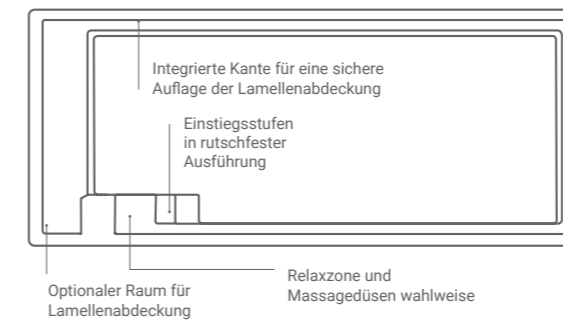 Integrierte Kante für eine sichere
Auflage der Lamellenabdeckung
Einstiegsstufen
in rutschfester
Ausführung
Relaxzone und
Massagedüsen wahlweise
Optionaler Raum für
Lamellenabdeckung